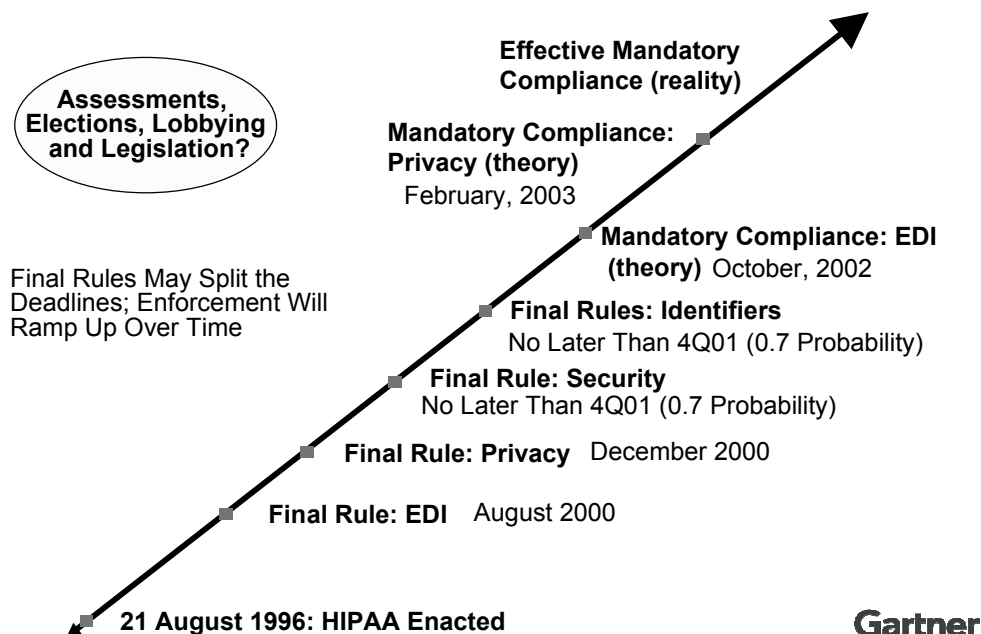 Effective Mandatory
Compliance (reality)
Assessments,
Elections, Lobbying
and Legislation?
Mandatory Compliance:
Privacy (theory)
February, 2003
Mandatory Compliance: EDI
(theory) October, 2002
Final Rules May Split the
Deadlines; Enforcement Will
Ramp Up Over Time
Final Rules: Identifiers
No Later Than 4Q01 (0.7 Probability)
Final Rule: Security
No Later Than 4Q01 (0.7 Probability)
Final Rule: Privacy December 2000
Final Rule: EDI August 2000
21 August 1996: HIPAA Enacted
Gartner